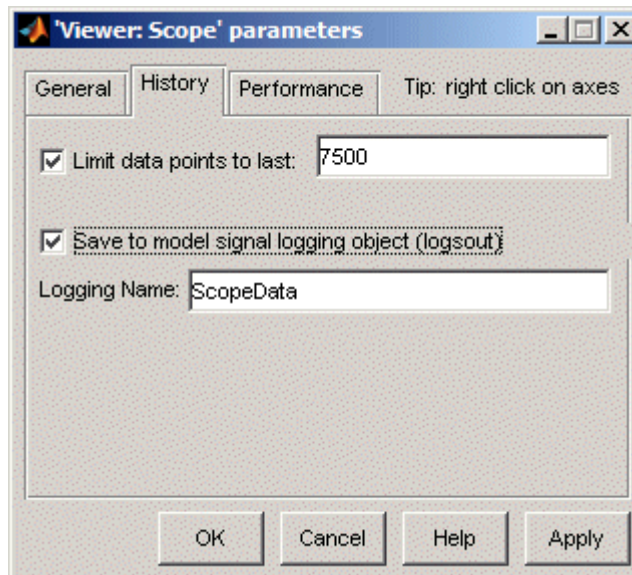 'Viewer: Scope' parameters
General History Performance Tip: right click on axes
Limit data points to last: 7500
Save to model signal logging object (logsout)
Logging Name: ScopeData
OK Cancel Help Apply